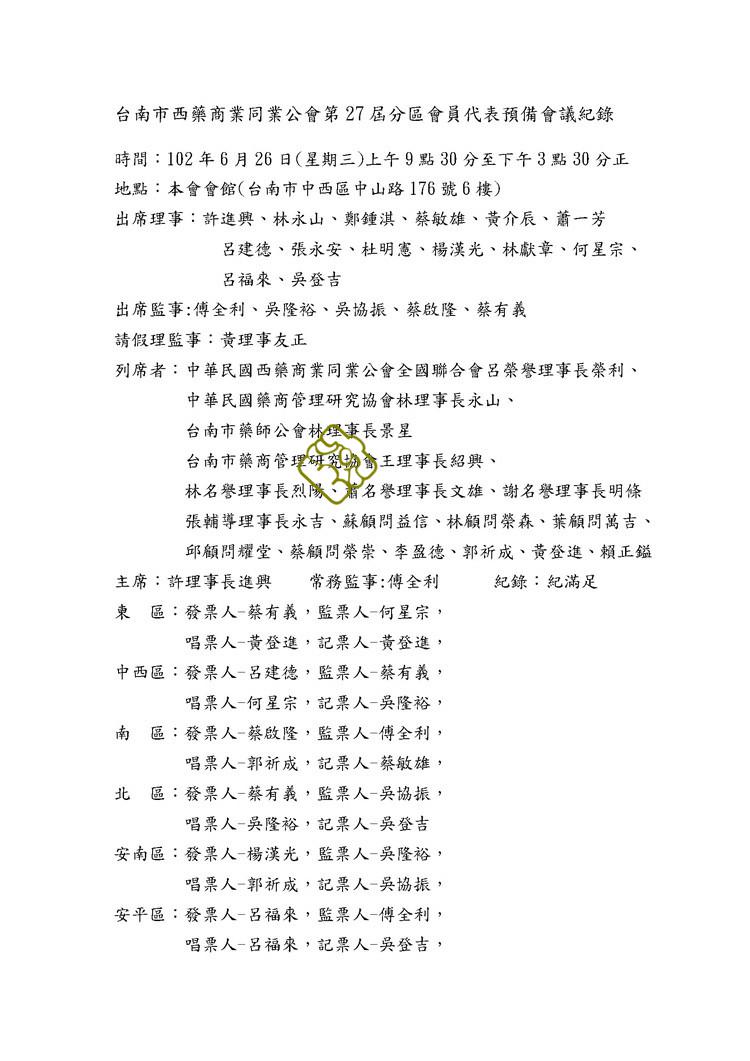 台南市西藥商業同業公會第 27 屆分區會員代表預備會議紀錄
時間：102 年 6 月 26 日(星期三)上午 9 點 30 分至下午 3 點 30 分正
地點：本會會館(台南市中西區中山路 176 號 6 樓)
出席理事：許進興、林永山、鄭鍾淇、蔡敏雄、黃介辰、蕭一芳
呂建德、張永安、杜明憲、楊漢光、林獻章、何星宗、
呂福來、吳登吉
出席監事:傅全利、吳隆裕、吳協振、蔡啟隆、蔡有義
請假理監事：黃理事友正
列席者：中華民國西藥商業同業公會全國聯合會呂榮譽理事長榮利、
中華民國藥商管理研究協會林理事長永山、
台南市藥師公會林理事長景星
台南市藥商管理研究協會王理事長紹興、
林名譽理事長烈陽、蕭名譽理事長文雄、謝名譽理事長明條
張輔導理事長永吉、蘇顧問益信、林顧問榮森、葉顧問萬吉、
邱顧問耀堂、蔡顧問榮崇、李盈德、郭祈成、黃登進、賴正鎰
主席：許理事長進興　　常務監事:傅全利　　　紀錄：紀滿足
東　區：發票人-蔡有義，監票人-何星宗，
唱票人-黃登進，記票人-黃登進，
中西區：發票人-呂建德，監票人-蔡有義，
唱票人-何星宗，記票人-吳隆裕，
南　區：發票人-蔡啟隆，監票人-傅全利，
唱票人-郭祈成，記票人-蔡敏雄，
北　區：發票人-蔡有義，監票人-吳協振，
唱票人-吳隆裕，記票人-吳登吉
安南區：發票人-楊漢光，監票人-吳隆裕，
唱票人-郭祈成，記票人-吳協振，
安平區：發票人-呂福來，監票人-傅全利，
唱票人-呂福來，記票人-吳登吉，